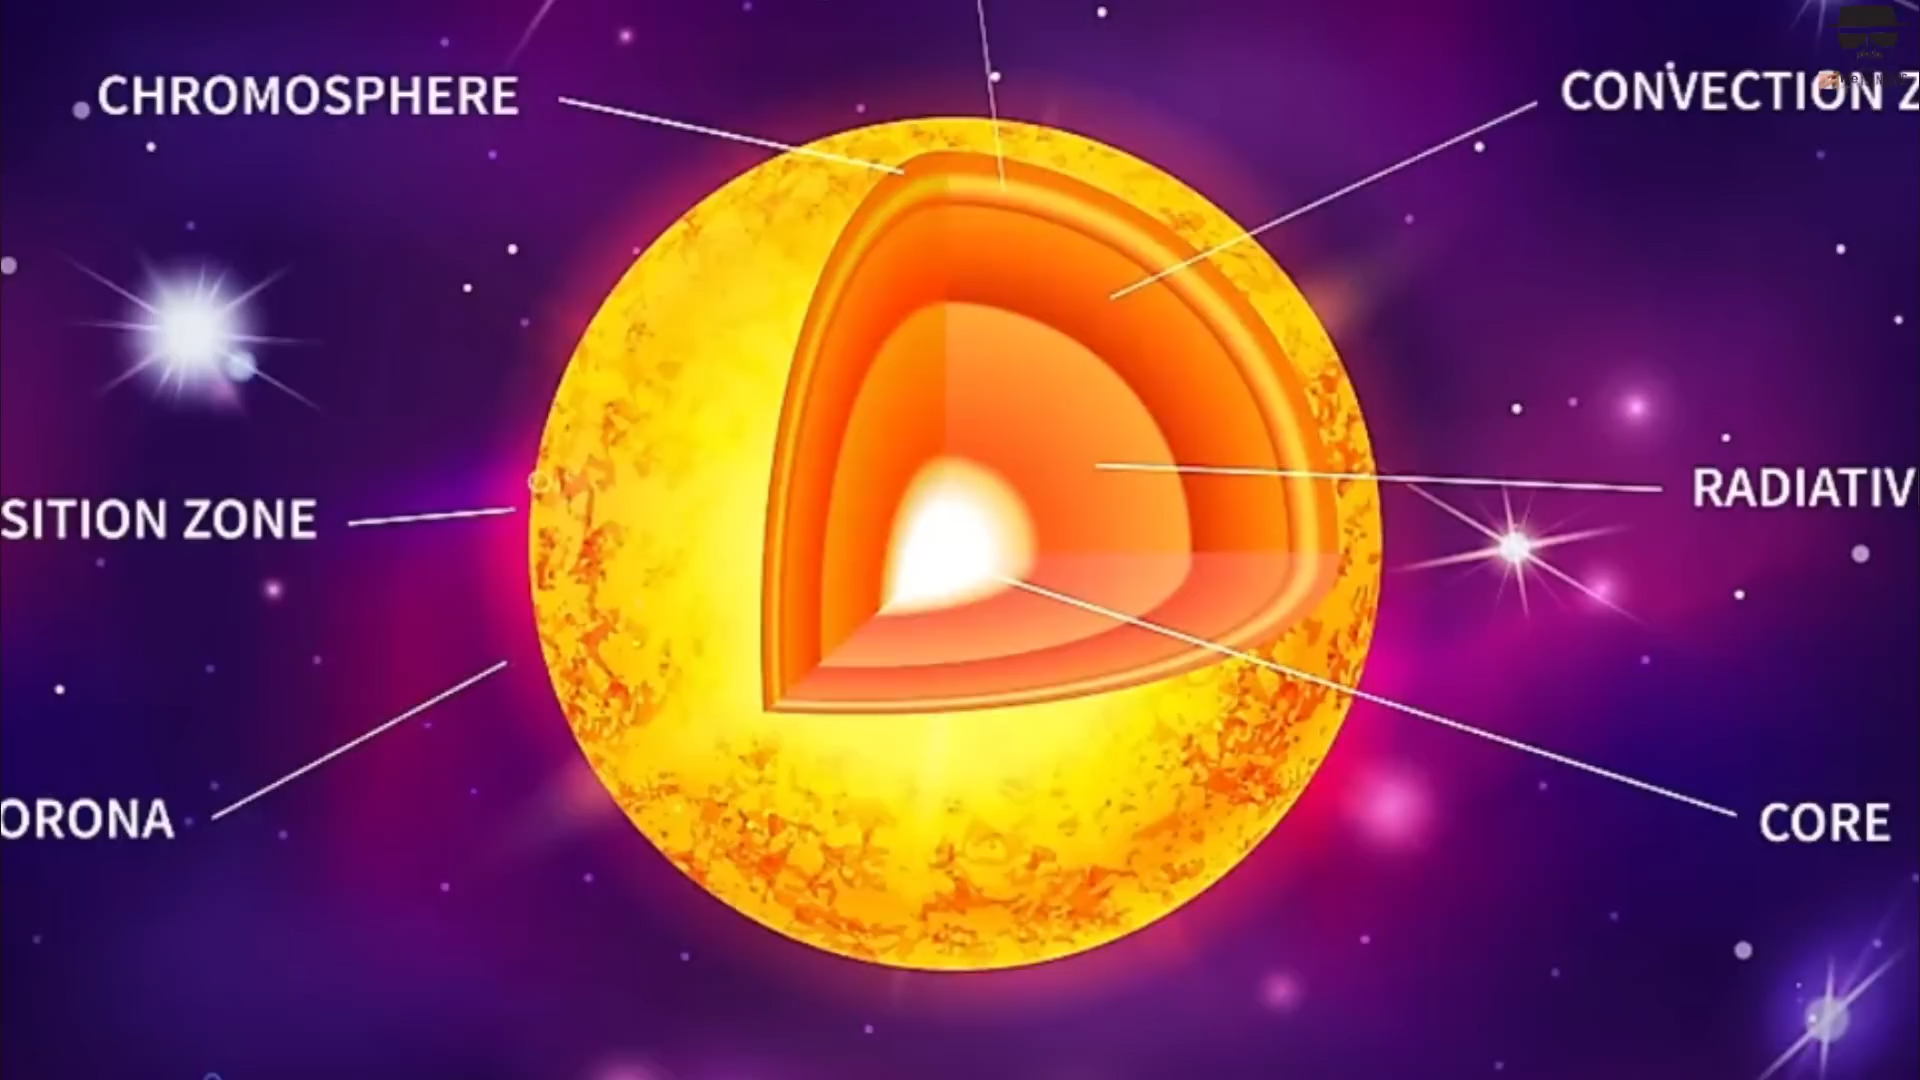 CHROMOSPHERE
CONVECTION Z
SITION ZONE
RADIATIV
ORONA
CORE